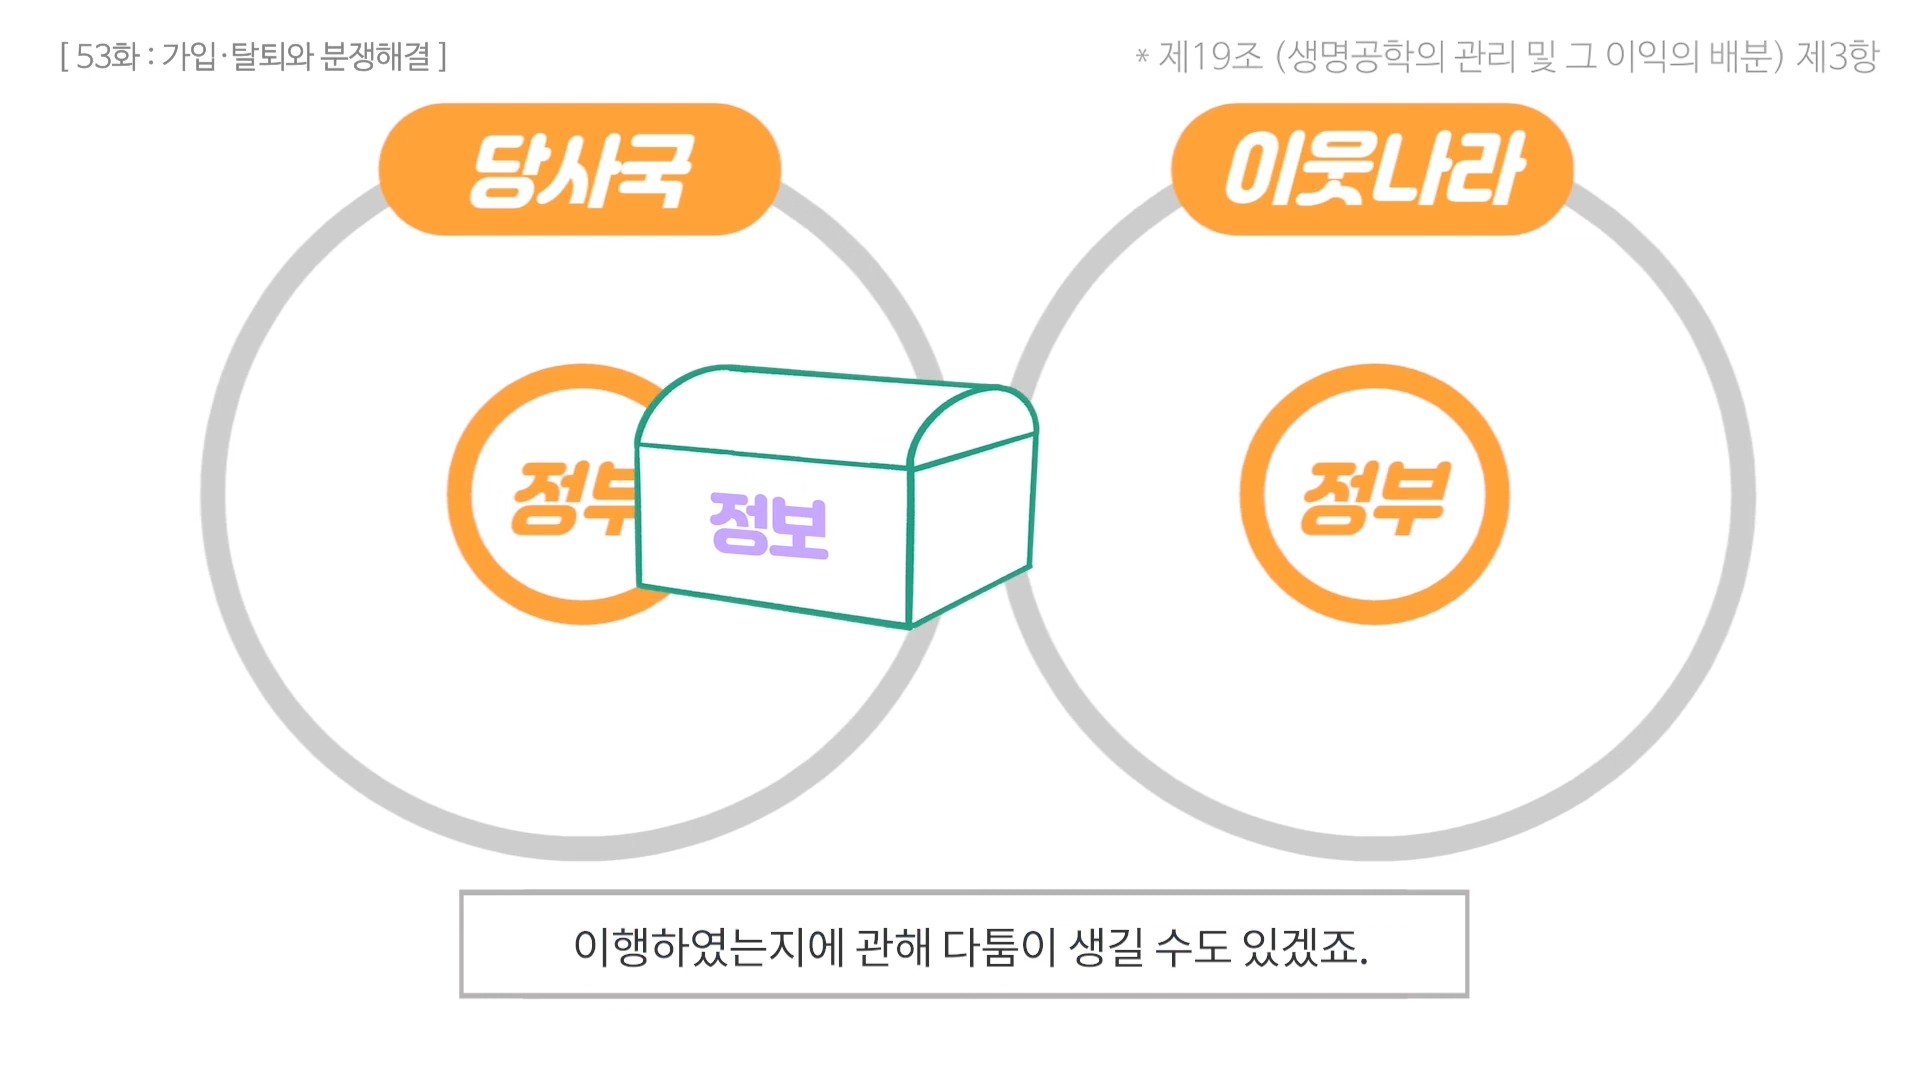 [ 53화 : 가입·탈퇴와 분쟁해결 ]
* 제19조 (생명공학의 관리 및 그 이익의 배분) 제3항
당사국
이웃나라
정부
정보
정부
이행하였는지에 관해 다툼이 생길 수도 있겠죠.